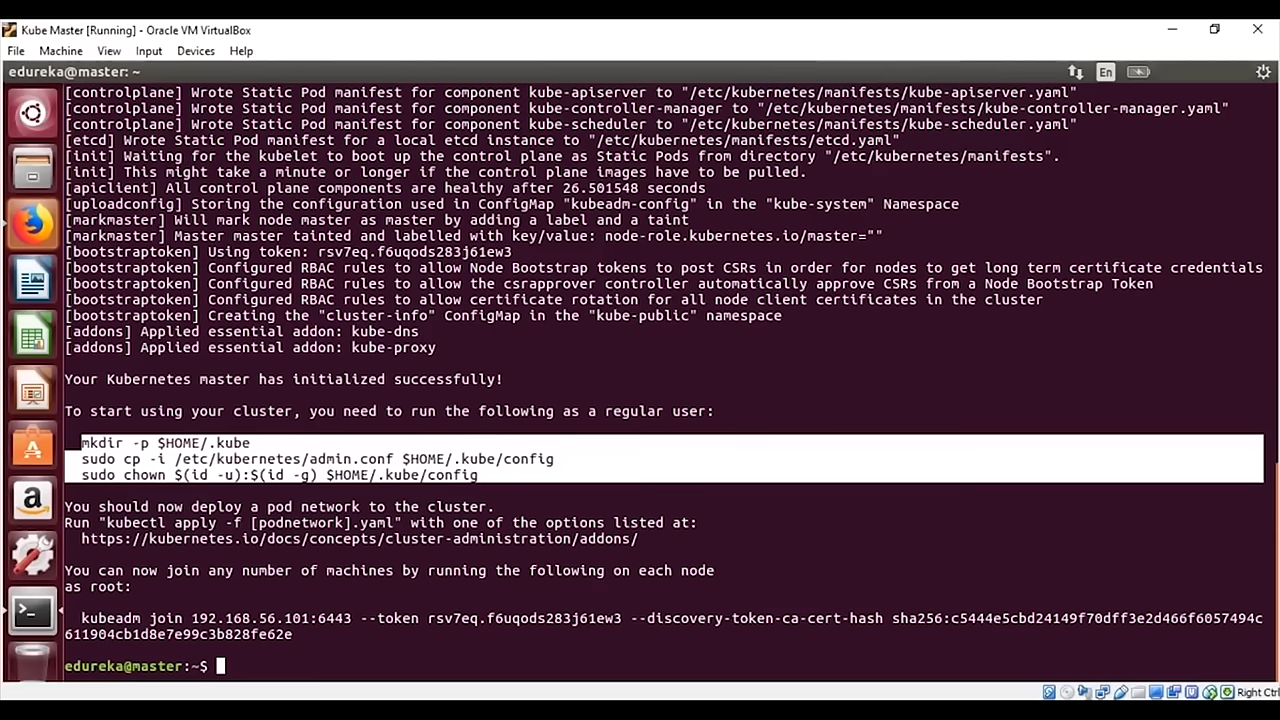 Kube Master [Running] - Oracle VM VirtualBox
File Machine View Input Devices Help
edureka@master: ~
En
[controlplane] Wrote Static Pod manifest for component kube-apiserver to "/etc/kubernetes/manifests/kube-apiserver.yaml"
[controlplane] Wrote Static Pod manifest for component kube-controller-manager to "/etc/kubernetes/manifests/kube-controller-manager.yaml"
[controlplane] Wrote Static Pod manifest for component kube-scheduler to "/etc/kubernetes/manifests/kube-scheduler.yaml"
[etcd] Wrote Static Pod manifest for a local etcd instance to "/etc/kubernetes/manifests/etcd.yaml"
[init] Waiting for the kubelet to boot up the control plane as Static Pods from directory "/etc/kubernetes/manifests".
[init] This might take a minute or longer if the control plane images have to be pulled.
[apiclient] All control plane components are healthy after 26.501548 seconds
[uploadconfig] Storing the configuration used in ConfigMap "kubeadm-config" in the "kube-system" Namespace
[markmaster] Will mark node master as master by adding a label and a taint
[markmaster] Master master tainted and labelled with key/value: node-role.kubernetes.io/master=""
[bootstraptoken] Using token: rsv7eq.f6uqods283j61ew3
[bootstraptoken] Configured RBAC rules to allow Node Bootstrap tokens to post CSRs in order for nodes to get long term certificate credentials
[bootstraptoken] Configured RBAC rules to allow the csrapprover controller automatically approve CSRs from a Node Bootstrap Token
[bootstraptoken] Configured RBAC rules to allow certificate rotation for all node client certificates in the cluster
[bootstraptoken] Creating the "cluster-info" ConfigMap in the "kube-public" namespace
[addons] Applied essential addon: kube-dns
[addons] Applied essential addon: kube-proxy
Your Kubernetes master has initialized successfully!
To start using your cluster, you need to run the following as a regular user:
mkdir -p $HOME/.kube
sudo cp -i /etc/kubernetes/admin.conf $HOME/.kube/config
sudo chown $(id -u):$(id -g) $HOME/.kube/config
You should now deploy a pod network to the cluster.
Run "kubectl apply -f [podnetwork].yaml" with one of the options listed at:
https://kubernetes.io/docs/concepts/cluster-administration/addons/
You can now join any number of machines by running the following on each node
as root:
kubeadm join 192.168.56.101:6443 --token rsv7eq.f6uqods283j61ew3 --discovery-token-ca-cert-hash sha256:c5444e5cbd24149f70dff3e2d466f6057494c
611904cb1d8e7e99c3b828fe62e
edureka@master:~$
Right Ctrl